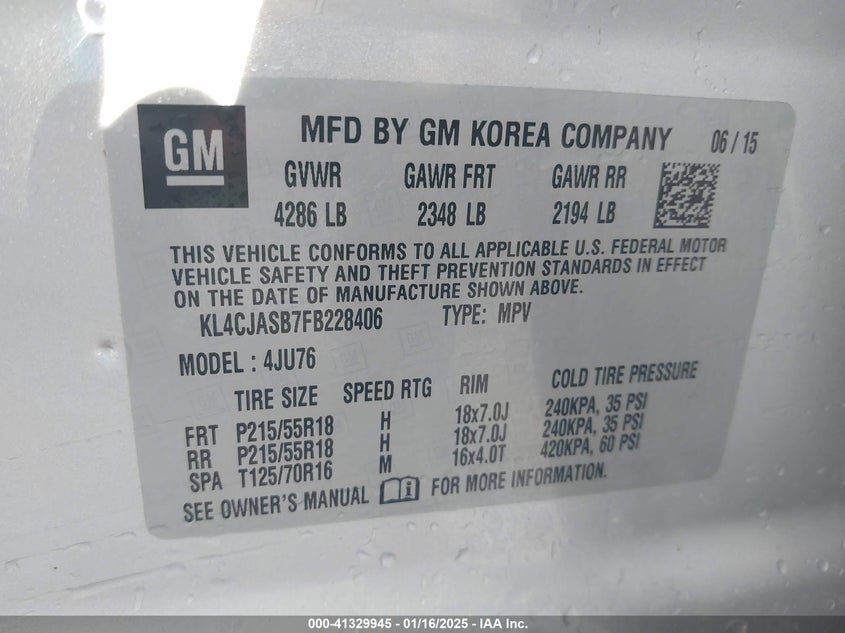 GM
MFD BY GM KOREA COMPANY 06 / 15
GVWR GAWR FRT GAWR RR
4286 LB 2348 LB 2194 LB
THIS VEHICLE CONFORMS TO ALL APPLICABLE U.S. FEDERAL MOTOR
VEHICLE SAFETY AND THEFT PREVENTION STANDARDS IN EFFECT
ON THE DATE OF MANUFACTURE SHOWN ABOVE.
KL4CJASB7FB228406 TYPE: MPV
MODEL : 4JU76
TIRE SIZE SPEED RTG RIM COLD TIRE PRESSURE
FRT P215/55R18 H 18x7.0J 240KPA, 35 PSI
RR P215/55R18 H 18x7.0J 240KPA, 35 PSI
SPA T125/70R16 M 16x4.0T 420KPA, 60 PSI
SEE OWNER'S MANUAL FOR MORE INFORMATION.
000-41329945 - 01/16/2025 - IAA Inc.